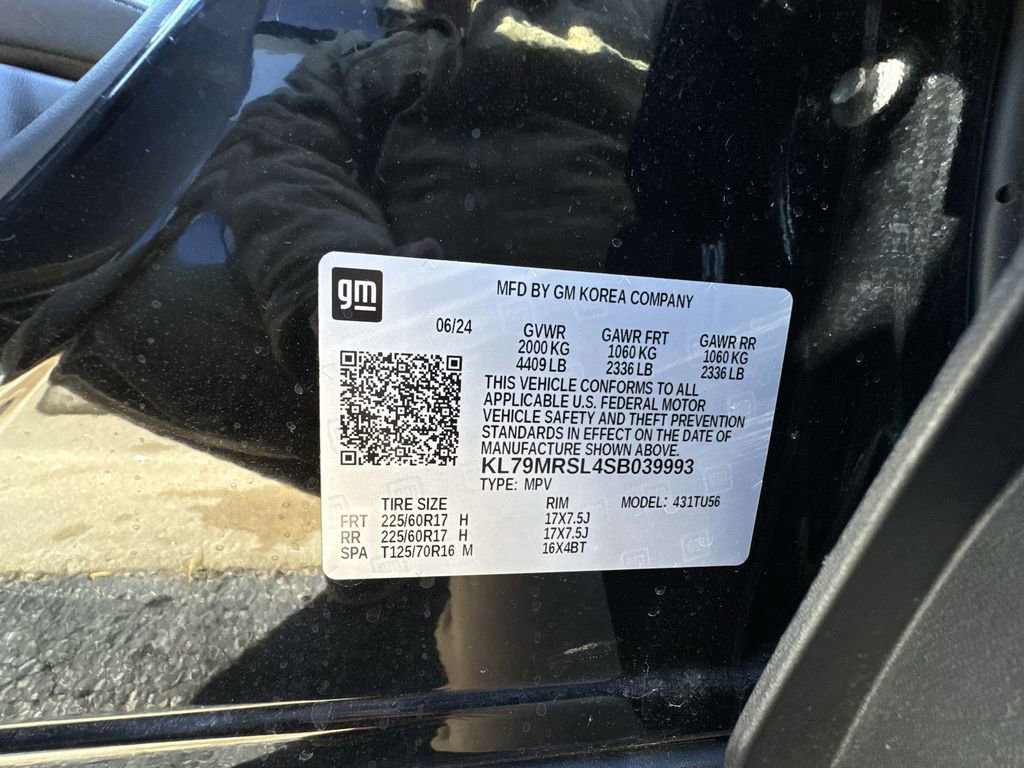 gm
MFD BY GM KOREA COMPANY
06/24 GVWR GAWR FRT GAWR RR
2000 KG 1060 KG 1060 KG
4409 LB 2336 LB 2336 LB
THIS VEHICLE CONFORMS TO ALL
APPLICABLE U.S. FEDERAL MOTOR
VEHICLE SAFETY AND THEFT PREVENTION
STANDARDS IN EFFECT ON THE DATE OF
MANUFACTURE SHOWN ABOVE.
KL79MRSL4SB039993
TYPE: MPV
TIRE SIZE RIM MODEL: 431TU56
FRT 225/60R17 H 17X7.5J
RR 225/60R17 H 17X7.5J
SPA T125/70R16 M 16X4BT